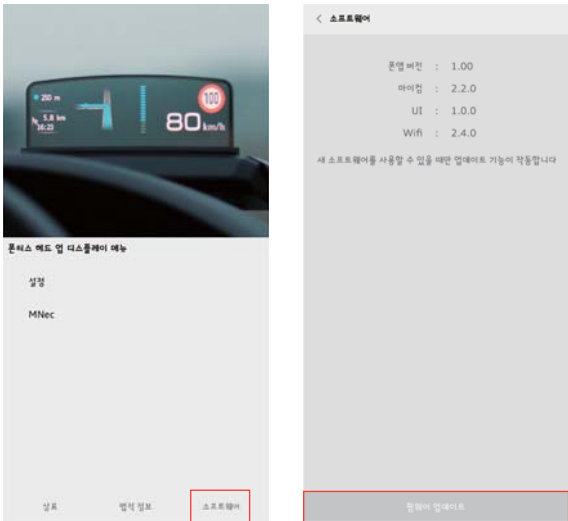 250 m
5.8 km
16:23
100
80 km/h
폰터스 헤드 업 디스플레이 메뉴
설정
MNec
상표
법적 정보
소프트웨어
< 소프트웨어
폰앱 버전 : 1.00
마이컴 : 2.2.0
UI : 1.0.0
Wifi : 2.4.0
새 소프트웨어를 사용할 수 있을 때만 업데이트 기능이 작동합니다
펌웨어 업데이트